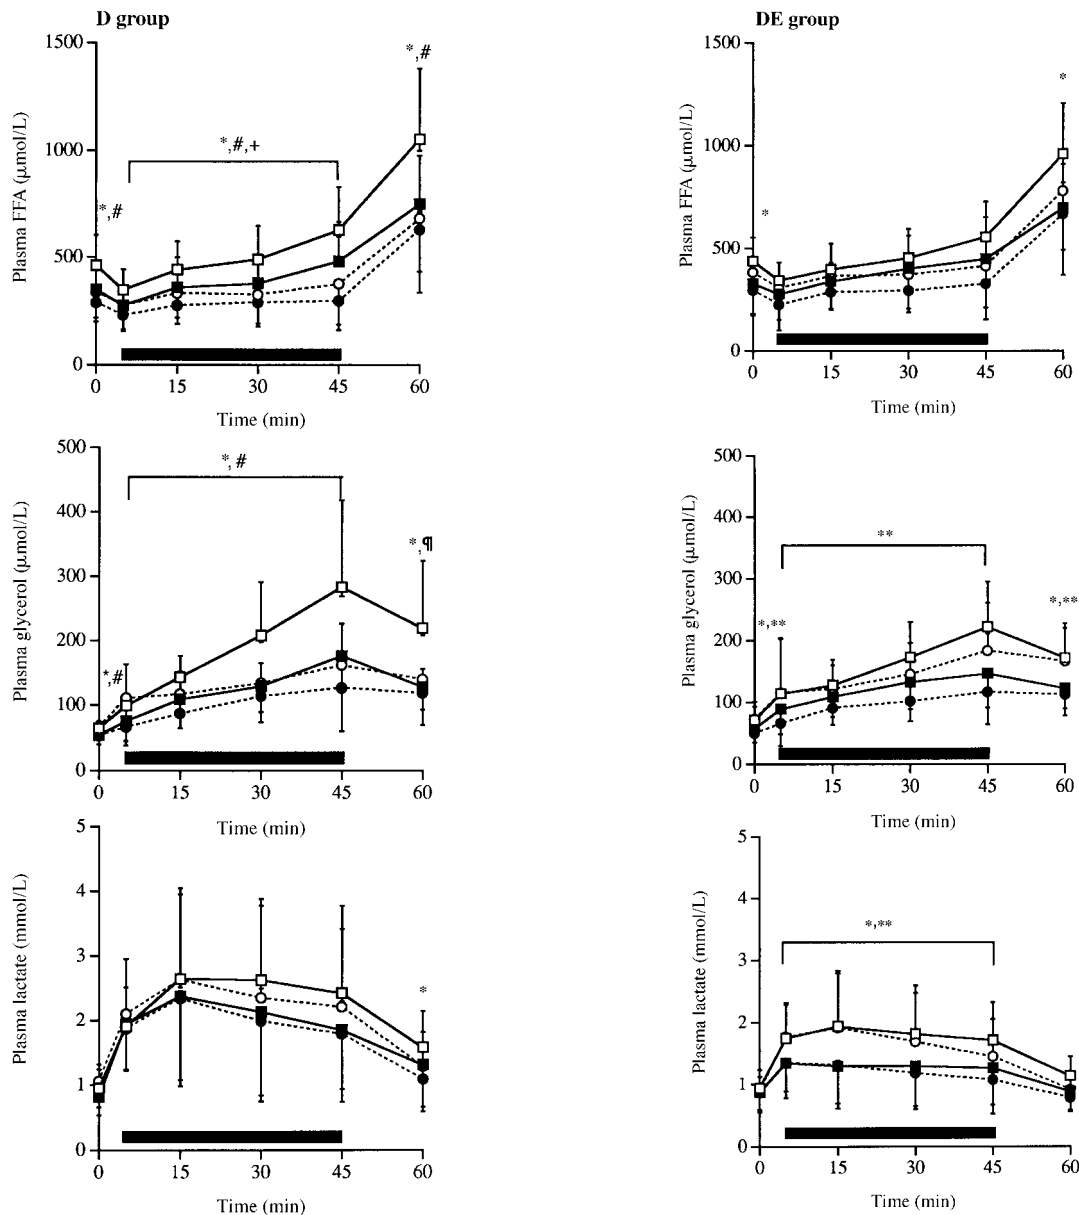 D group
1500
1000
500
0
Plasma FFA (µmol/L)
*,#
*,#,+
*,#
0 15 30 45 60
Time (min)
DE group
1500
1000
500
0
Plasma FFA (µmol/L)
*
*
0 15 30 45 60
Time (min)
500
400
300
200
100
0
Plasma glycerol (µmol/L)
*,#
*,#
*,¶
0 15 30 45 60
Time (min)
500
400
300
200
100
0
Plasma glycerol (µmol/L)
*,**
**
*,**
0 15 30 45 60
Time (min)
5
4
3
2
1
0
Plasma lactate (mmol/L)
*
0 15 30 45 60
Time (min)
5
4
3
2
1
0
Plasma lactate (mmol/L)
*,**
0 15 30 45 60
Time (min)